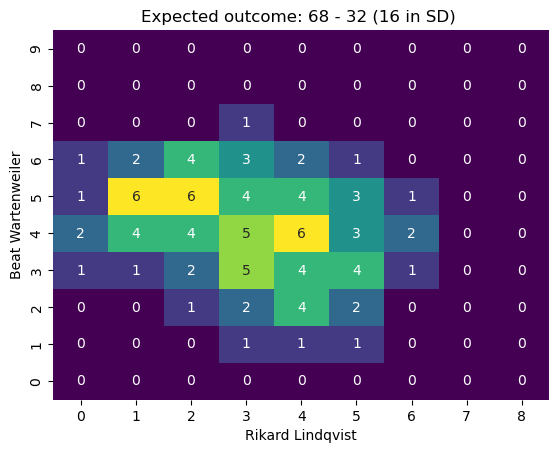 Expected outcome: 68 - 32 (16 in SD)
9 0 0 0 0 0 0 0 0 0
8 0 0 0 0 0 0 0 0 0
7 0 0 0 1 0 0 0 0 0
6 1 2 4 3 2 1 0 0 0
5 1 6 6 4 4 3 1 0 0
4 2 4 4 5 6 3 2 0 0
3 1 1 2 5 4 4 1 0 0
2 0 0 1 2 4 2 0 0 0
1 0 0 0 1 1 1 0 0 0
0 0 0 0 0 0 0 0 0 0
0 1 2 3 4 5 6 7 8
Beat Wartenweiler
Rikard Lindqvist